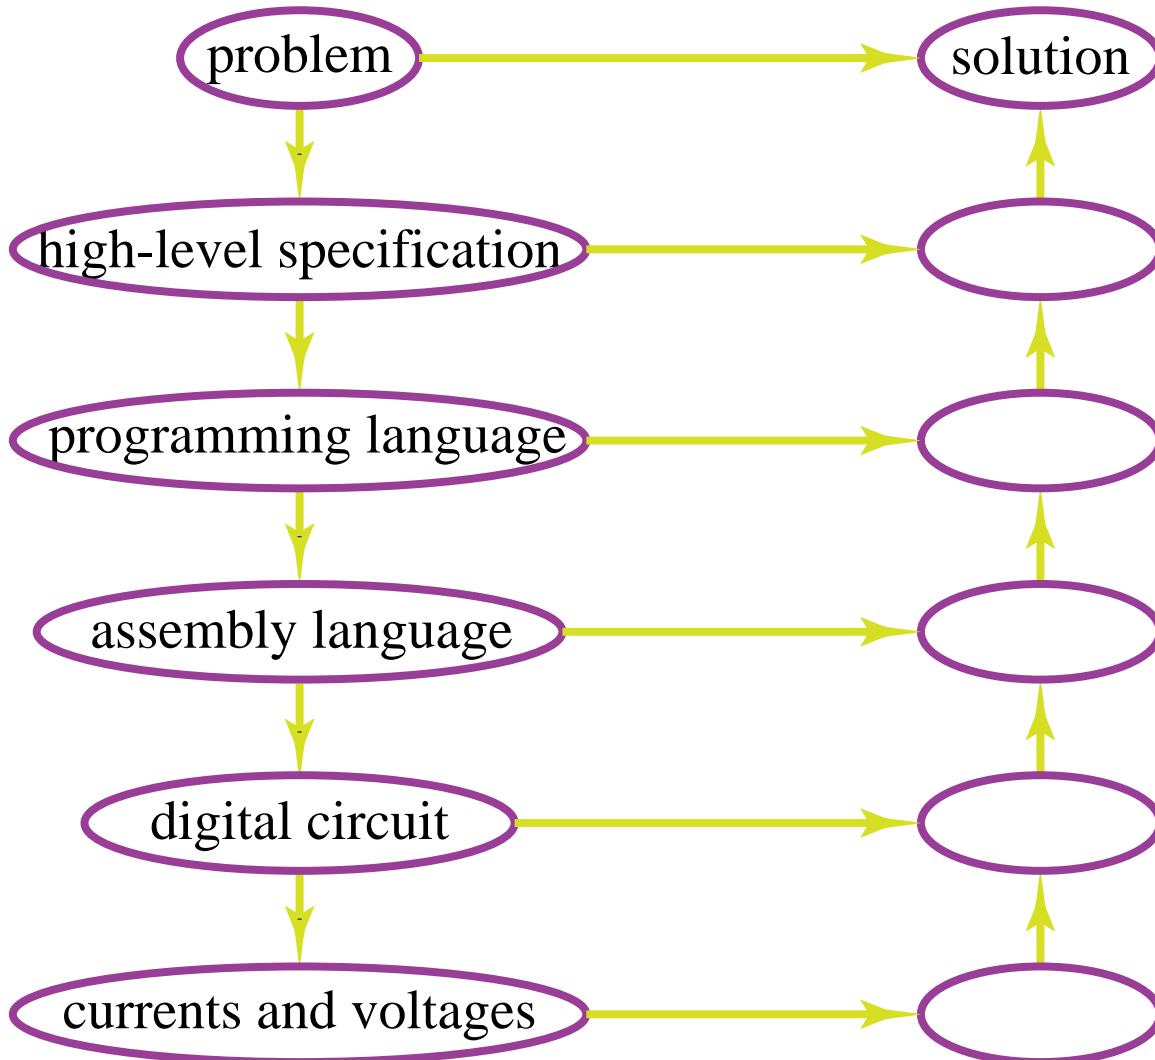 problem
solution
high-level specification
programming language
assembly language
digital circuit
currents and voltages